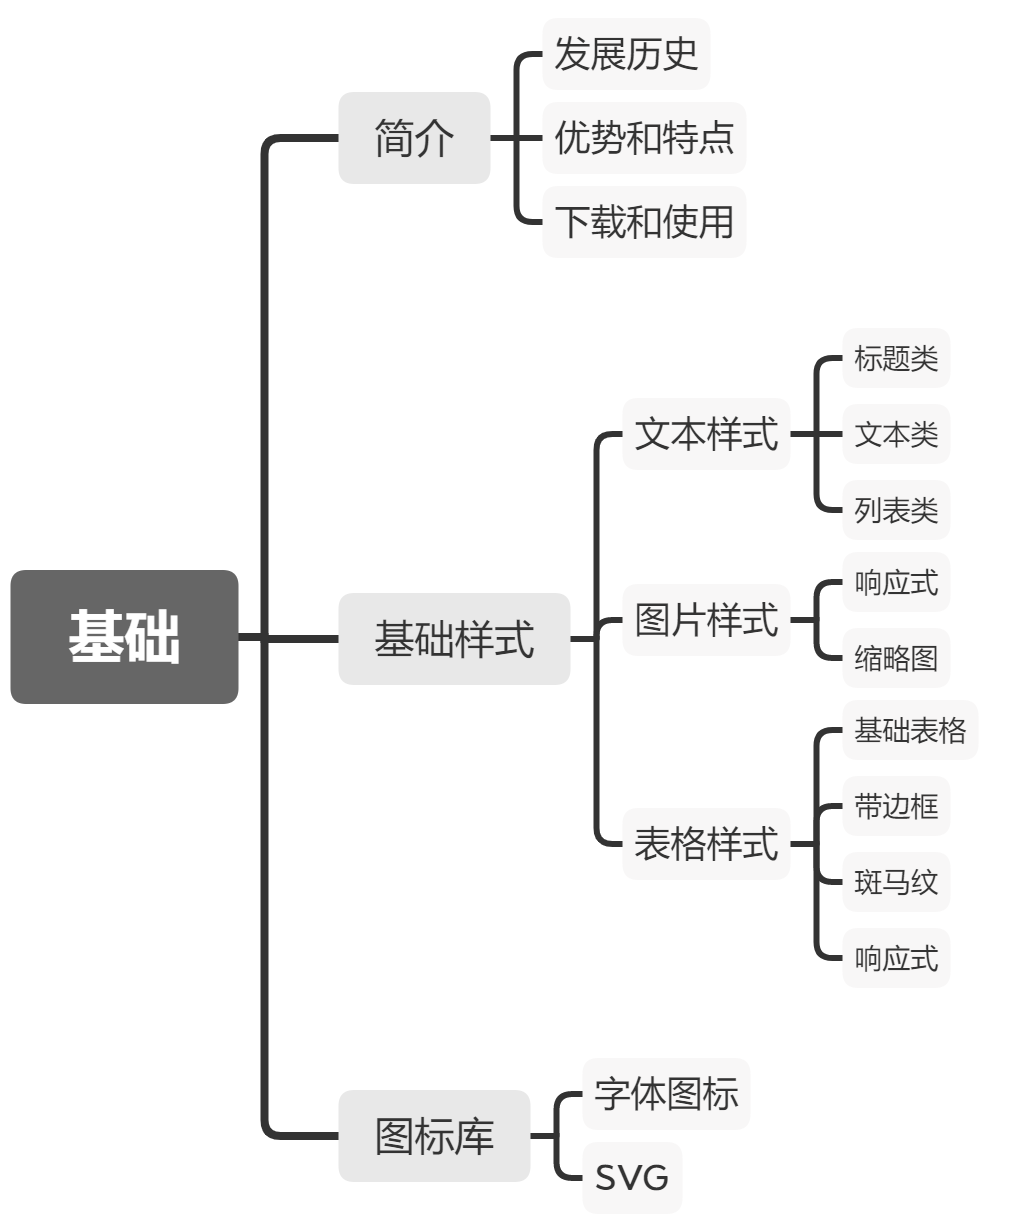 基础
简介
发展历史
优势和特点
下载和使用
基础样式
文本样式
标题类
文本类
列表类
图片样式
响应式
缩略图
表格样式
基础表格
带边框
斑马纹
响应式
图标库
字体图标
SVG